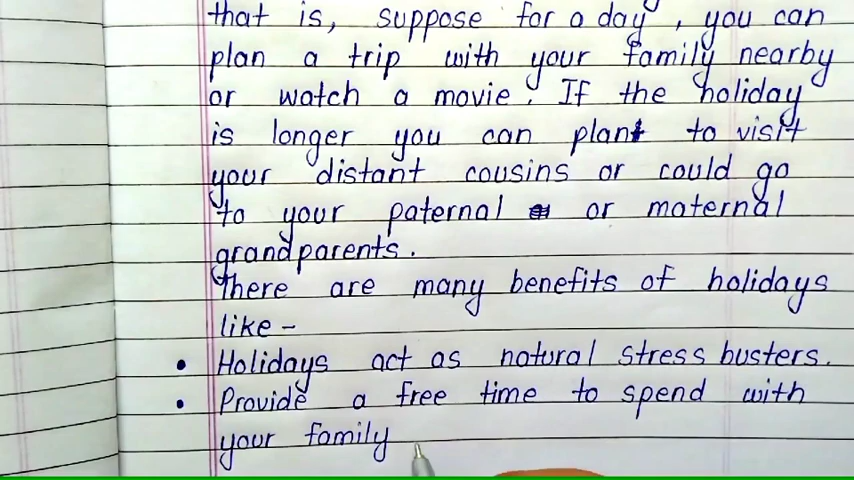 that is, suppose for a day, you can
plan a trip with your family nearby
or watch a movie. If the holiday
is longer you can plan to visit
your distant cousins or could go
to your paternal or maternal
grandparents.
There are many benefits of holidays
like -
• Holidays act as natural stress busters.
• Provide a free time to spend with
your family